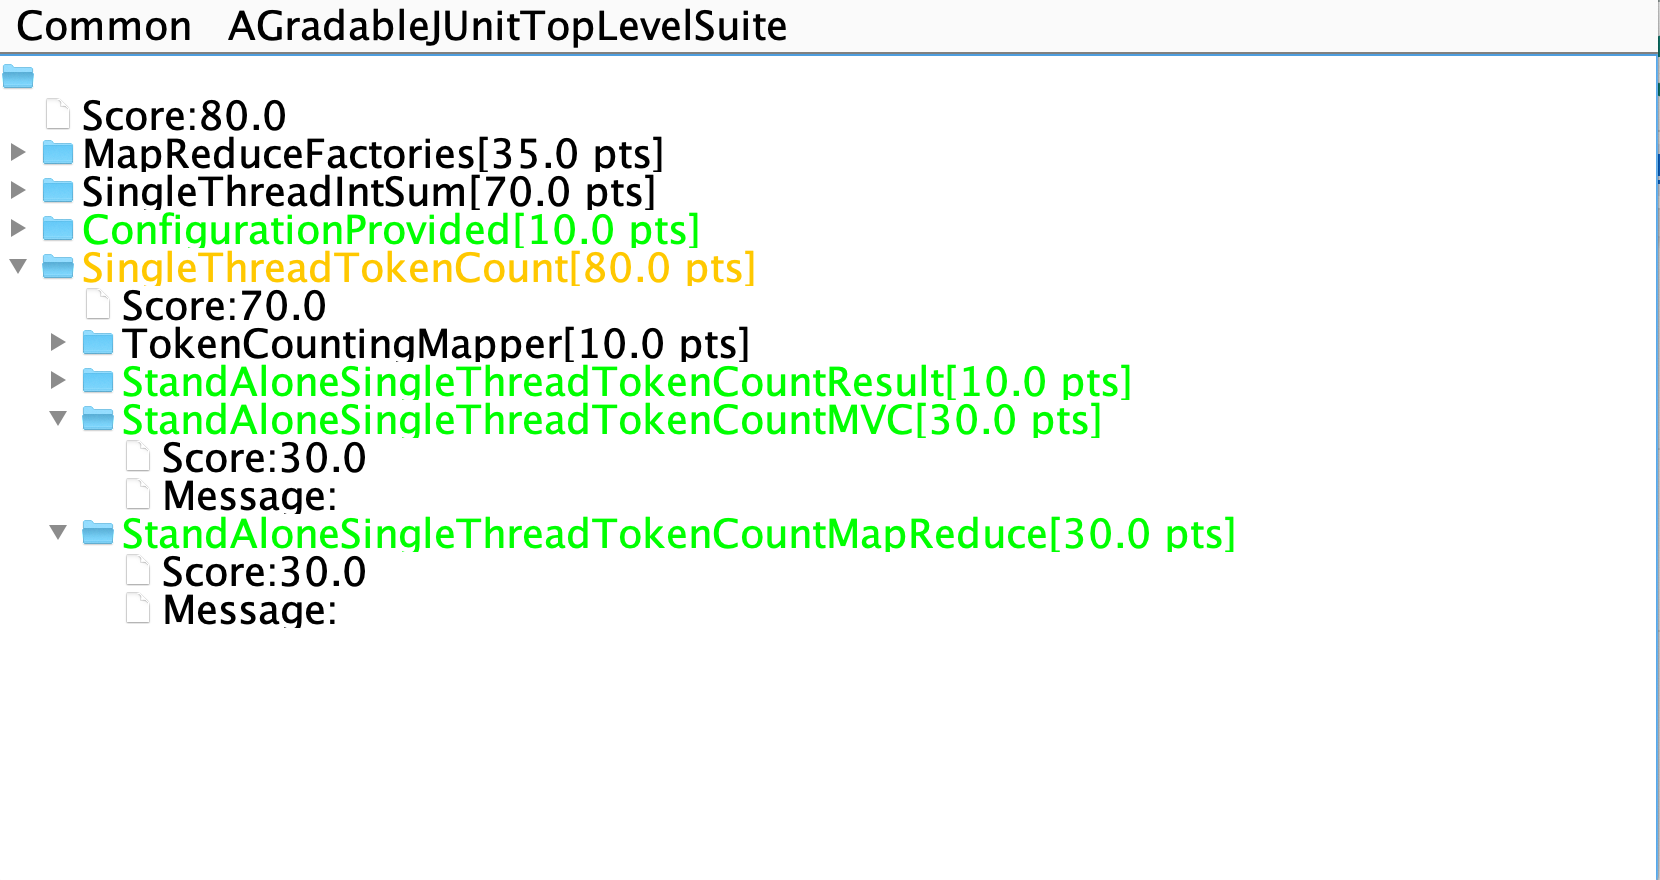 Common AGradableJUnitTopLevelSuite
Score:80.0
MapReduceFactories[35.0 pts]
SingleThreadIntSum[70.0 pts]
ConfigurationProvided[10.0 pts]
SingleThreadTokenCount[80.0 pts]
Score:70.0
TokenCountingMapper[10.0 pts]
StandAloneSingleThreadTokenCountResult[10.0 pts]
StandAloneSingleThreadTokenCountMVC[30.0 pts]
Score:30.0
Message:
StandAloneSingleThreadTokenCountMapReduce[30.0 pts]
Score:30.0
Message: